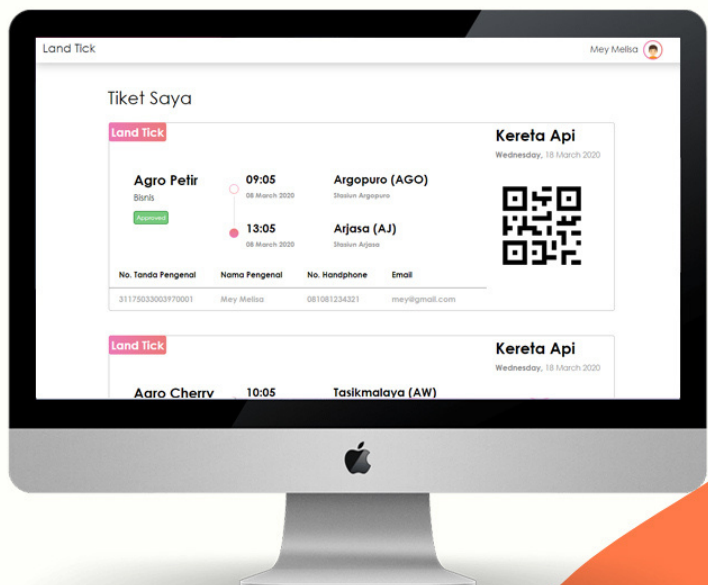 Land Tick
Mey Melisa
Tiket Saya
Land Tick
Kereta Api
Wednesday, 18 March 2020
Agro Petir
09:05
Argopuro (AGO)
Bisnis
08 March 2020
Stasiun Argopuro
Approved
13:05
Arjasa (AJ)
08 March 2020
Stasiun Arjasa
No. Tanda Pengenal
Nama Pengenal
No. Handphone
Email
31175033003970001
Mey Melisa
081081234321
mey@gmail.com
Land Tick
Kereta Api
Wednesday, 18 March 2020
Agro Cherry
10:05
Tasikmalaya (AW)